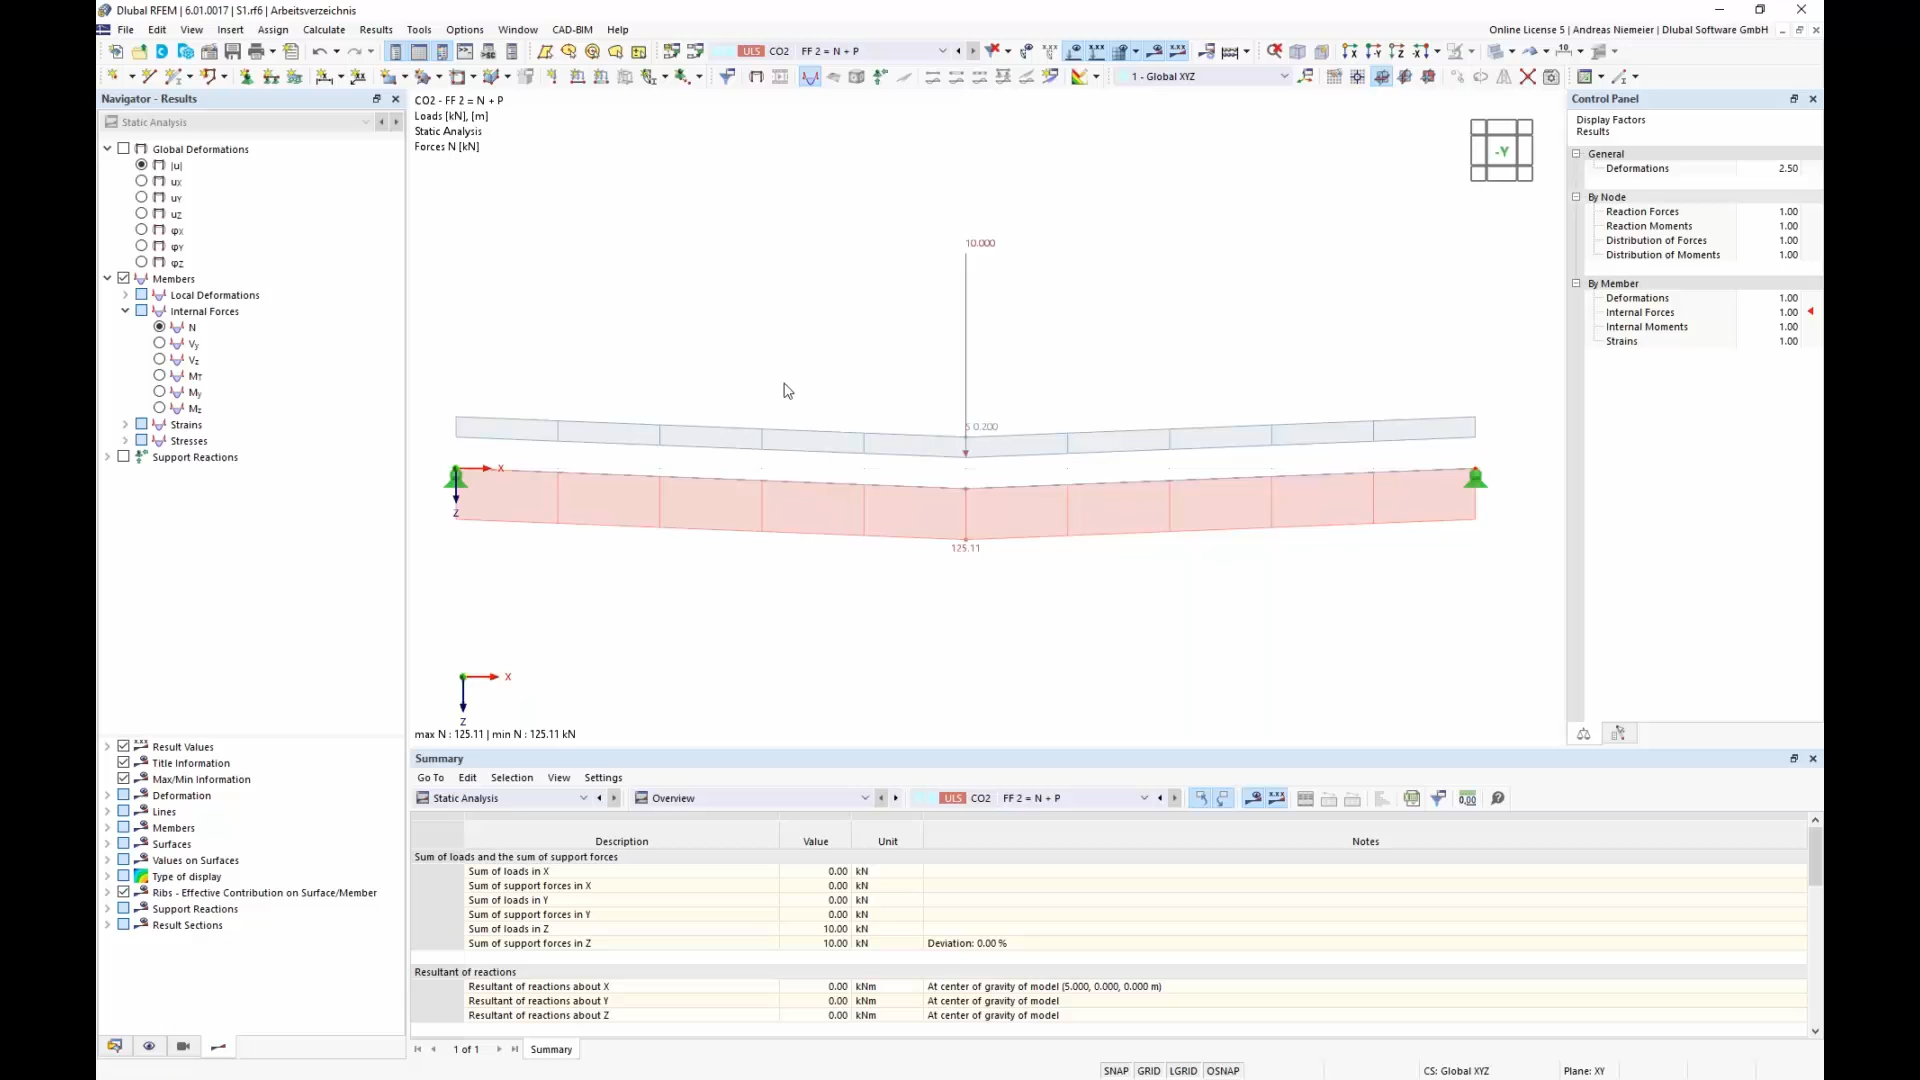 Dlubal RFEM | 6.01.0017 | S1.rf6 | Arbeitsverzeichnis
File Edit View Insert Assign Calculate Results Tools Options Window CAD-BIM Help
Online License 5 | Andreas Niemeier | Dlubal Software GmbH
ULS CO2 FF 2 = N + P
1 - Global XYZ
Navigator - Results
Static Analysis
Global Deformations
|u|
uX
uY
uZ
φX
φY
φZ
Members
Local Deformations
Internal Forces
N
Vy
Vz
MT
My
Mz
Strains
Stresses
Support Reactions
Result Values
Title Information
Max/Min Information
Deformation
Lines
Members
Surfaces
Values on Surfaces
Type of display
Ribs - Effective Contribution on Surface/Member
Support Reactions
Result Sections
CO2 - FF 2 = N + P
Loads [kN], [m]
Static Analysis
Forces N [kN]
-Y
10.000
0.200
X
Z
125.11
X
Z
max N : 125.11 | min N : 125.11 kN
Control Panel
Display Factors
Results
General
Deformations 2.50
By Node
Reaction Forces 1.00
Reaction Moments 1.00
Distribution of Forces 1.00
Distribution of Moments 1.00
By Member
Deformations 1.00
Internal Forces 1.00
Internal Moments 1.00
Strains 1.00
Summary
Go To Edit Selection View Settings
Static Analysis Overview ULS CO2 FF 2 = N + P
Description Value Unit Notes
Sum of loads and the sum of support forces
Sum of loads in X 0.00 kN
Sum of support forces in X 0.00 kN
Sum of loads in Y 0.00 kN
Sum of support forces in Y 0.00 kN
Sum of loads in Z 10.00 kN
Sum of support forces in Z 10.00 kN Deviation: 0.00 %
Resultant of reactions
Resultant of reactions about X 0.00 kNm At center of gravity of model (5.000, 0.000, 0.000 m)
Resultant of reactions about Y 0.00 kNm At center of gravity of model
Resultant of reactions about Z 0.00 kNm At center of gravity of model
1 of 1 Summary
SNAP GRID LGRID OSNAP CS: Global XYZ Plane: XY